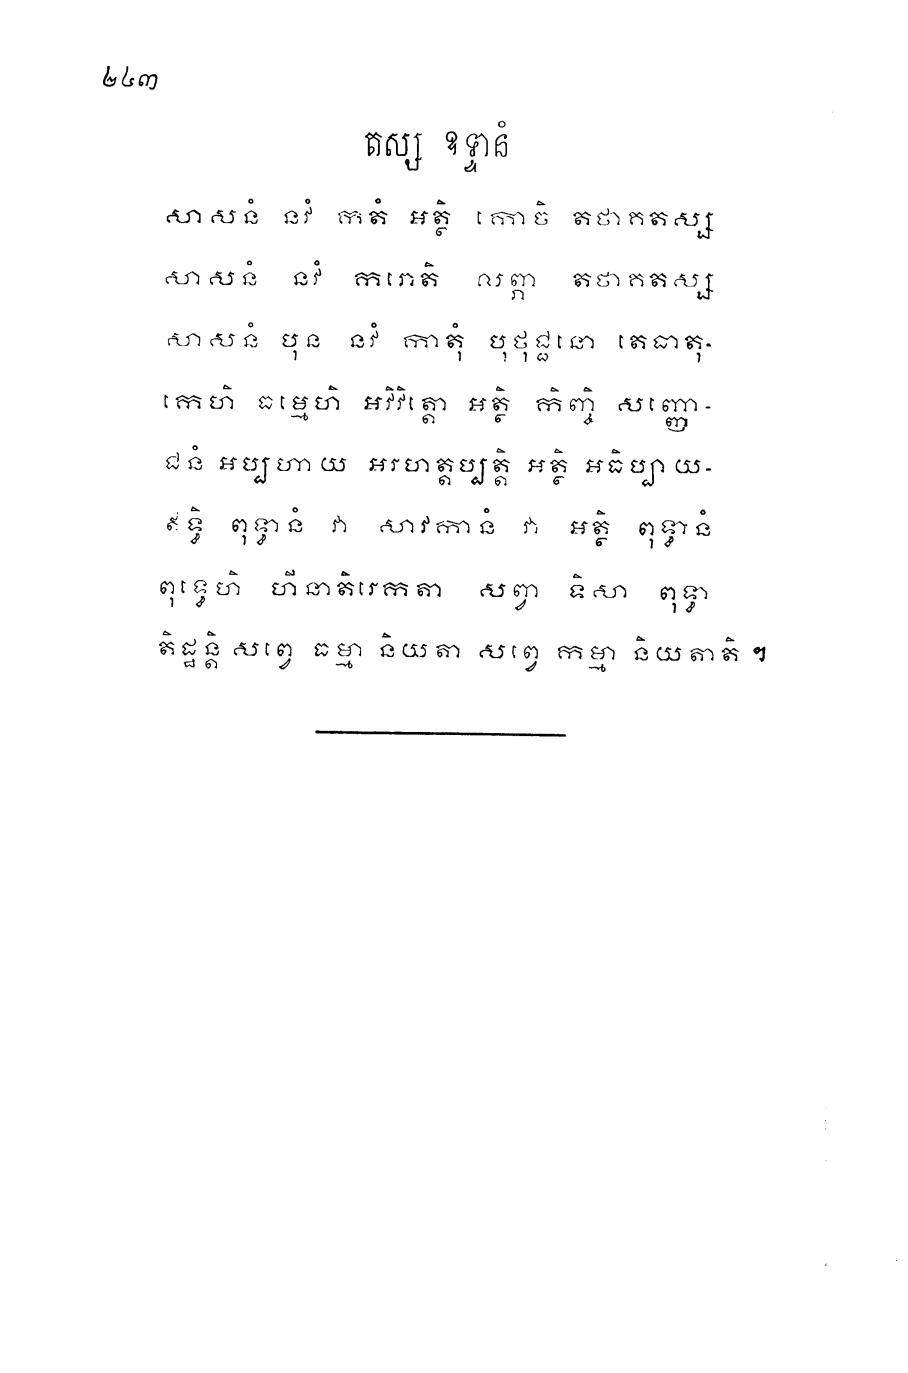 ២៤៣
តស្ស ឧទ្ទានំ
សាសនំ នវំ កតំ អត្ថិ កោចិ តថាគតស្ស
សាសនំ នវំ ករោតិ លព្ភា តថាគតស្ស
សាសនំ បុន នវំ កាតុំ បុថុជ្ជនោ តេធាតុ-
កេហិ ធម្មេហិ អវិវិត្តោ អត្ថិ កិញ្ចិ សញ្ញោ-
ជនំ អប្បហាយ អរហត្តប្បត្តិ អត្ថិ អធិប្បាយ-
ឥទ្ធិ ពុទ្ធានំ វា សាវកានំ វា អត្ថិ ពុទ្ធានំ
ពុទ្ធេហិ ហីនាតិរេកតា សព្វា ទិសា ពុទ្ធា
តិដ្ឋន្តិ សព្វេ ធម្មា និយតា សព្វេ កម្មា និយតាតិ ។